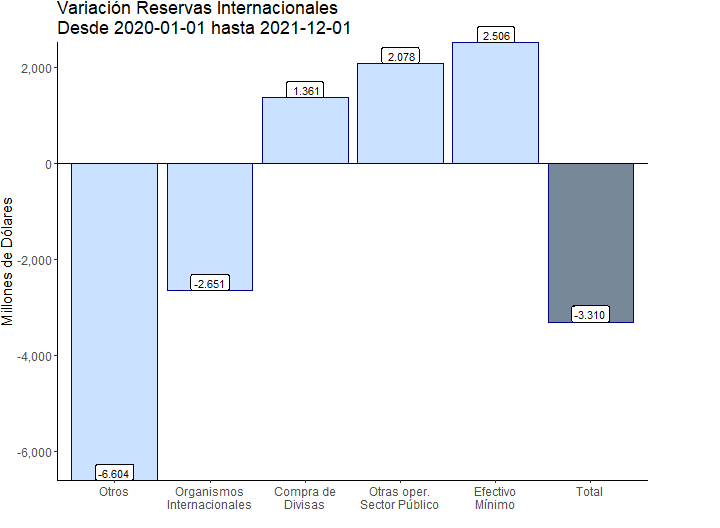 Variación Reservas Internacionales
Desde 2020-01-01 hasta 2021-12-01
Millones de Dólares
2,000
0
-2,000
-4,000
-6,000
-6.604
-2.651
1.361
2.078
2.506
-3.310
Otros
Organismos
Internacionales
Compra de
Divisas
Otras oper.
Sector Público
Efectivo
Mínimo
Total